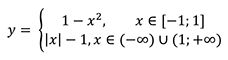 y = { 1 − x², x ∈ [−1; 1]
|x| − 1, x ∈ (−∞) ∪ (1; +∞)